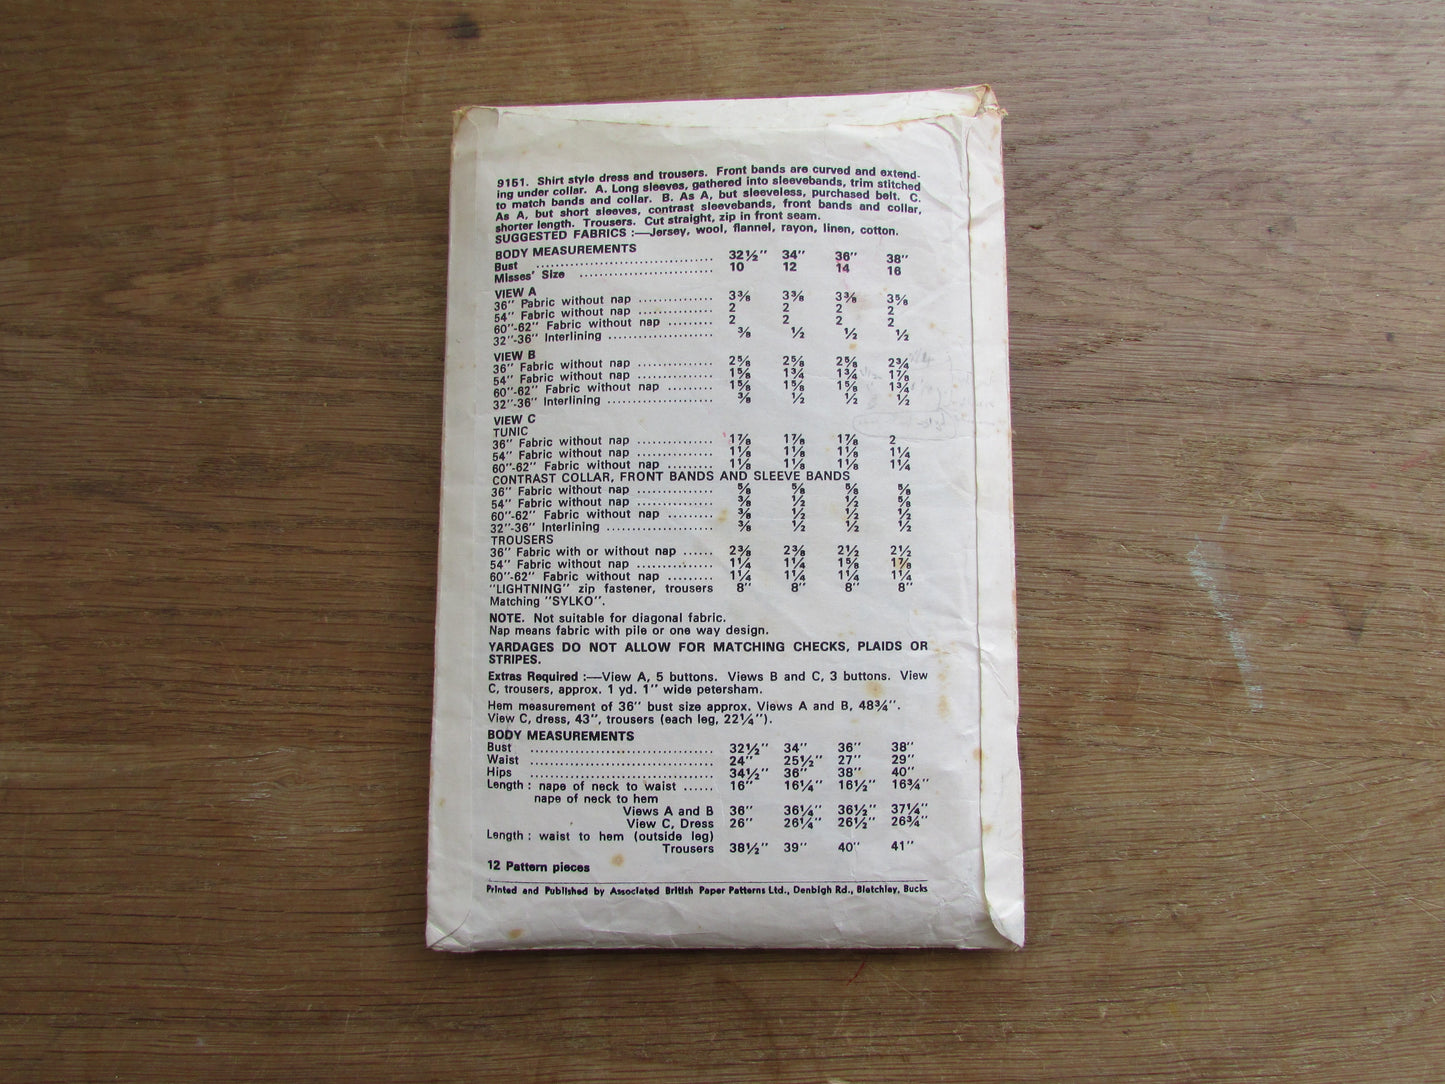 9151. Shirt style dress and trousers. Front bands are curved and extend-
ing under collar. A. Long sleeves, gathered into sleevebands, trim stitched
to match bands and collar. B. As A, but sleeveless, purchased belt. C.
As A, but short sleeves, contrast sleevebands, front bands and collar,
shorter length. Trousers. Cut straight, zip in front seam.
SUGGESTED FABRICS :—Jersey, wool, flannel, rayon, linen, cotton.
BODY MEASUREMENTS
Bust .................................... 32½" 34" 36" 38"
Misses' Size .......................... 10 12 14 16
VIEW A
36" Fabric without nap ............... 3⅜ 3⅜ 3⅜ 3⅝
54" Fabric without nap ............... 2 2 2 2
60"-62" Fabric without nap ......... 2 2 2 2
32"-36" Interlining ..................... ⅜ ½ ½ ½
VIEW B
36" Fabric without nap ............... 2⅝ 2⅝ 2⅝ 2¾
54" Fabric without nap ............... 1⅝ 1¾ 1¾ 1⅞
60"-62" Fabric without nap ......... 1⅝ 1⅝ 1⅝ 1¾
32"-36" Interlining ..................... ⅜ ½ ½ ½
VIEW C
TUNIC
36" Fabric without nap ............... 1⅞ 1⅞ 1⅞ 2
54" Fabric without nap ............... 1⅛ 1⅛ 1⅛ 1¼
60"-62" Fabric without nap ......... 1⅛ 1⅛ 1⅛ 1¼
CONTRAST COLLAR, FRONT BANDS AND SLEEVE BANDS
36" Fabric without nap ............... ⅝ ⅝ ⅝ ⅝
54" Fabric without nap ............... ⅜ ½ ½ ⅝
60"-62" Fabric without nap ......... ⅜ ½ ½ ½
32"-36" Interlining ..................... ⅜ ½ ½ ½
TROUSERS
36" Fabric with or without nap ...... 2⅜ 2⅜ 2½ 2½
54" Fabric without nap ............... 1¼ 1¼ 1⅝ 1⅞
60"-62" Fabric without nap ......... 1¼ 1¼ 1¼ 1¼
"LIGHTNING" zip fastener, trousers 8" 8" 8" 8"
Matching "SYLKO".
NOTE. Not suitable for diagonal fabric.
Nap means fabric with pile or one way design.
YARDAGES DO NOT ALLOW FOR MATCHING CHECKS, PLAIDS OR
STRIPES.
Extras Required :—View A, 5 buttons. Views B and C, 3 buttons. View
C, trousers, approx. 1 yd. 1" wide petersham.
Hem measurement of 36" bust size approx. Views A and B, 48¾".
View C, dress, 43", trousers (each leg, 22¼").
BODY MEASUREMENTS
Bust .................................... 32½" 34" 36" 38"
Waist .................................... 24" 25½" 27" 29"
Hips .................................... 34½" 36" 38" 40"
Length : nape of neck to waist ...... 16" 16¼" 16½" 16¾"
nape of neck to hem
Views A and B 36" 36¼" 36½" 37¼"
View C, Dress 26" 26¼" 26½" 26¾"
Length : waist to hem (outside leg)
Trousers 38½" 39" 40" 41"
12 Pattern pieces
Printed and Published by Associated British Paper Patterns Ltd., Denbigh Rd., Bletchley, Bucks